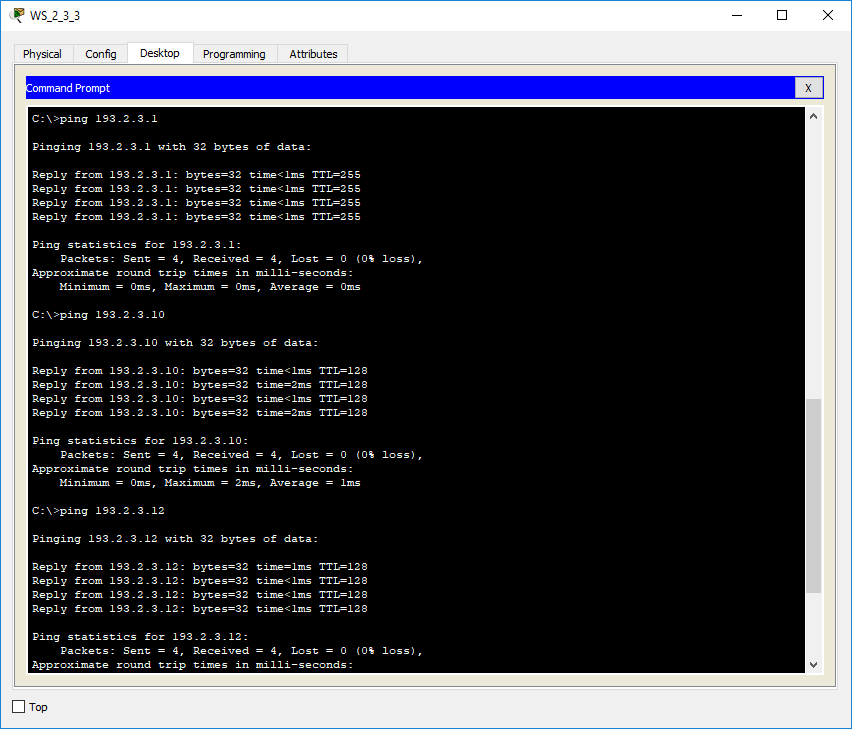 WS_2_3_3
Physical Config Desktop Programming Attributes
Command Prompt X
C:\>ping 193.2.3.1
Pinging 193.2.3.1 with 32 bytes of data:
Reply from 193.2.3.1: bytes=32 time<1ms TTL=255
Reply from 193.2.3.1: bytes=32 time<1ms TTL=255
Reply from 193.2.3.1: bytes=32 time<1ms TTL=255
Reply from 193.2.3.1: bytes=32 time<1ms TTL=255
Ping statistics for 193.2.3.1:
    Packets: Sent = 4, Received = 4, Lost = 0 (0% loss),
Approximate round trip times in milli-seconds:
    Minimum = 0ms, Maximum = 0ms, Average = 0ms
C:\>ping 193.2.3.10
Pinging 193.2.3.10 with 32 bytes of data:
Reply from 193.2.3.10: bytes=32 time<1ms TTL=128
Reply from 193.2.3.10: bytes=32 time=2ms TTL=128
Reply from 193.2.3.10: bytes=32 time<1ms TTL=128
Reply from 193.2.3.10: bytes=32 time=2ms TTL=128
Ping statistics for 193.2.3.10:
    Packets: Sent = 4, Received = 4, Lost = 0 (0% loss),
Approximate round trip times in milli-seconds:
    Minimum = 0ms, Maximum = 2ms, Average = 1ms
C:\>ping 193.2.3.12
Pinging 193.2.3.12 with 32 bytes of data:
Reply from 193.2.3.12: bytes=32 time=1ms TTL=128
Reply from 193.2.3.12: bytes=32 time<1ms TTL=128
Reply from 193.2.3.12: bytes=32 time<1ms TTL=128
Reply from 193.2.3.12: bytes=32 time<1ms TTL=128
Ping statistics for 193.2.3.12:
    Packets: Sent = 4, Received = 4, Lost = 0 (0% loss),
Approximate round trip times in milli-seconds:
Top